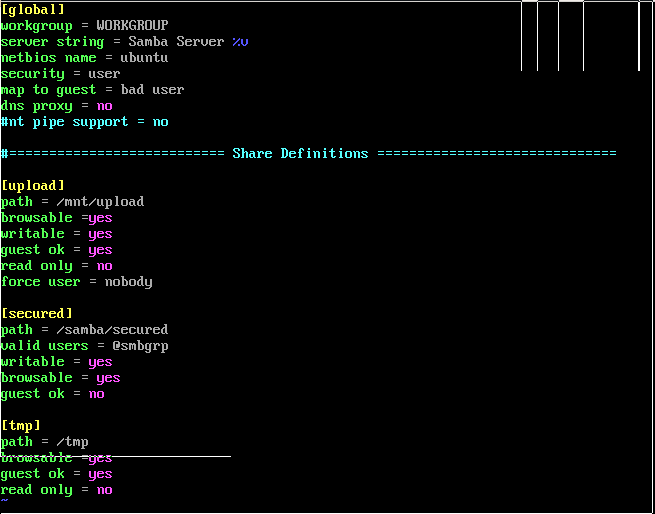 [global]
workgroup = WORKGROUP
server string = Samba Server %v
netbios name = ubuntu
security = user
map to guest = bad user
dns proxy = no
#nt pipe support = no
#=========================== Share Definitions ==============================
[upload]
path = /mnt/upload
browsable =yes
writable = yes
guest ok = yes
read only = no
force user = nobody
[secured]
path = /samba/secured
valid users = @smbgrp
writable = yes
browsable = yes
guest ok = no
[tmp]
path = /tmp
browsable =yes
guest ok = yes
read only = no
~